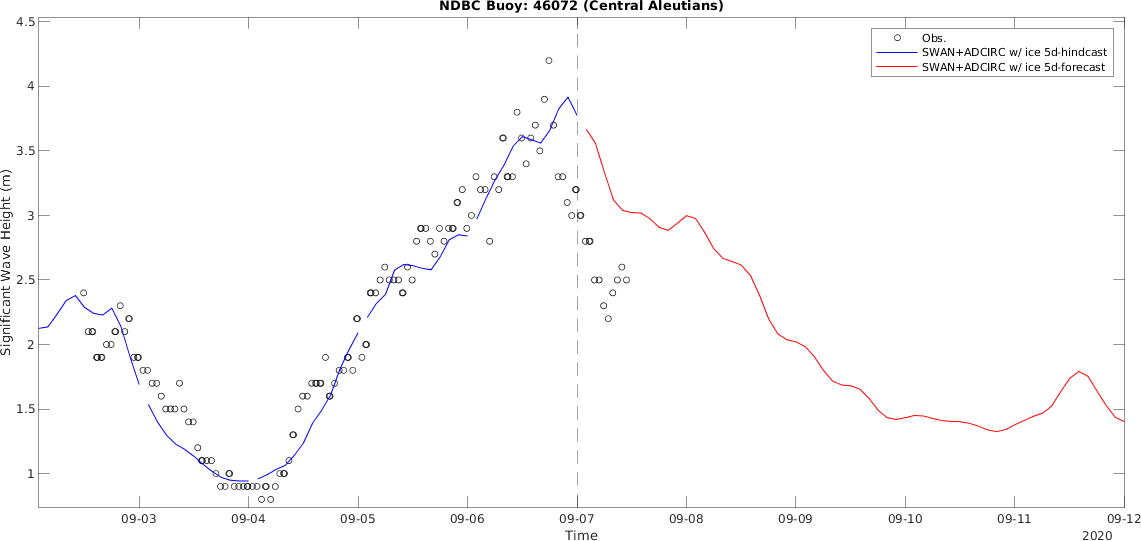 NDBC Buoy: 46072 (Central Aleutians)
Obs.
SWAN+ADCIRC w/ ice 5d-hindcast
SWAN+ADCIRC w/ ice 5d-forecast
Significant Wave Height (m)
4.5
4
3.5
3
2.5
2
1.5
1
09-03 09-04 09-05 09-06 09-07 09-08 09-09 09-10 09-11 09-12
Time
2020